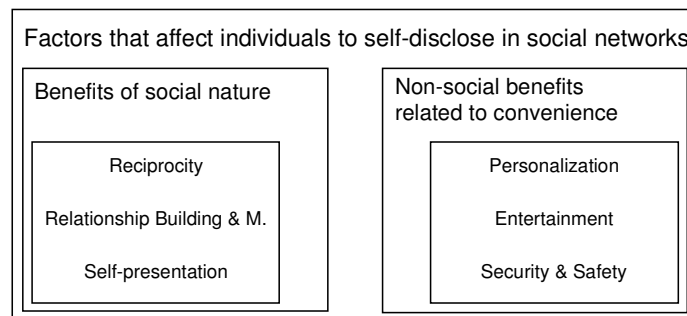 Factors that affect individuals to self-disclose in social networks
Benefits of social nature
Reciprocity
Relationship Building & M.
Self-presentation
Non-social benefits
related to convenience
Personalization
Entertainment
Security & Safety